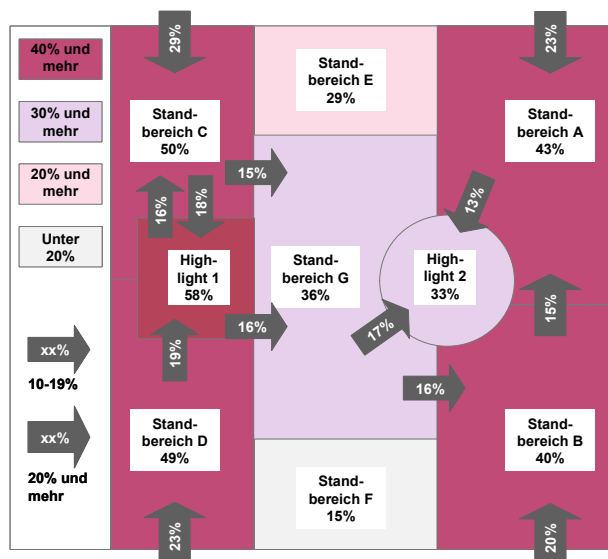 40% und
mehr
30% und
mehr
20% und
mehr
Unter
20%
xx%
10-19%
xx%
20% und
mehr
29%
23%
Stand-
bereich E
29%
Stand-
bereich C
50%
Stand-
bereich A
43%
15%
16%
18%
13%
High-
light 1
58%
Stand-
bereich G
36%
High-
light 2
33%
16%
17%
15%
19%
16%
Stand-
bereich D
49%
Stand-
bereich B
40%
Stand-
bereich F
15%
23%
20%